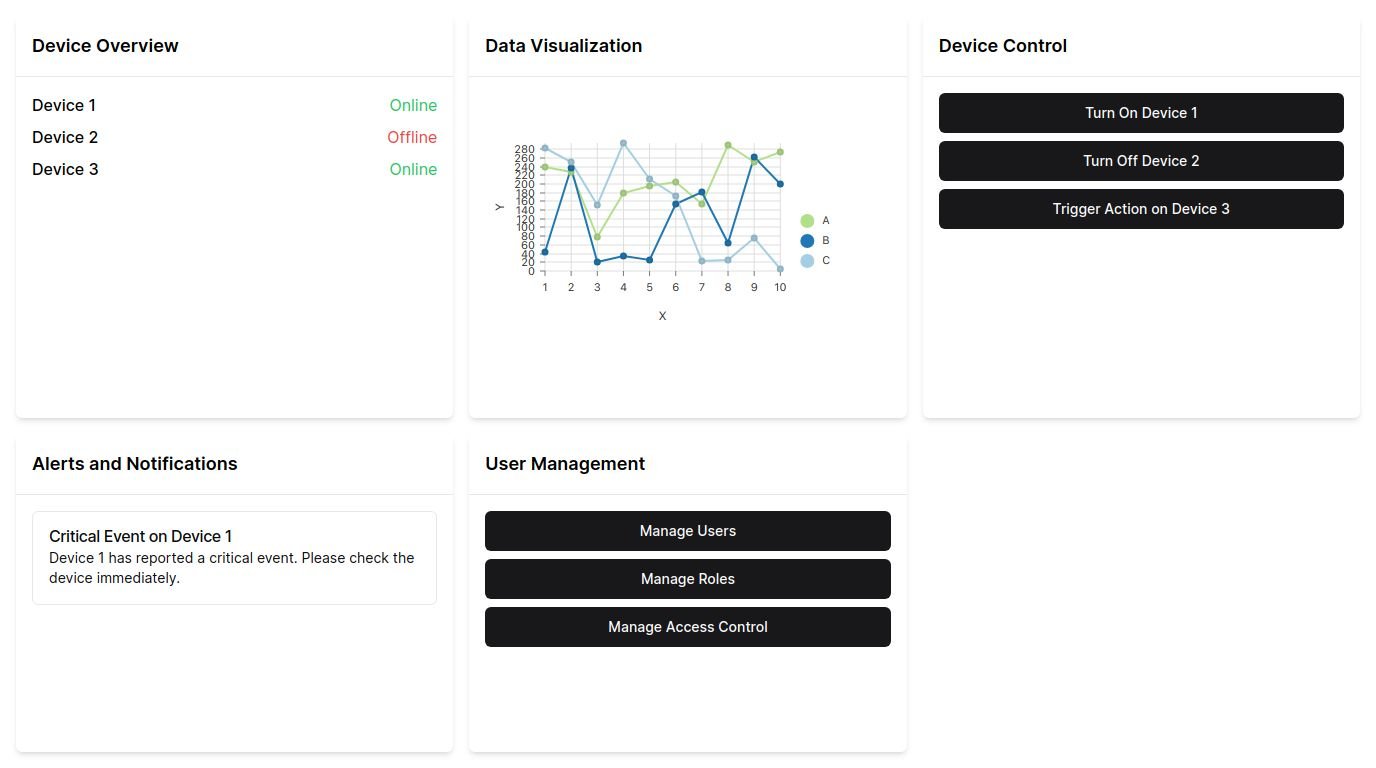 Device Overview
Device 1 Online
Device 2 Offline
Device 3 Online
Data Visualization
280
260
240
220
200
180
160
140
120
100
80
60
40
20
0
Y
1 2 3 4 5 6 7 8 9 10
X
A
B
C
Device Control
Turn On Device 1
Turn Off Device 2
Trigger Action on Device 3
Alerts and Notifications
Critical Event on Device 1
Device 1 has reported a critical event. Please check the
device immediately.
User Management
Manage Users
Manage Roles
Manage Access Control